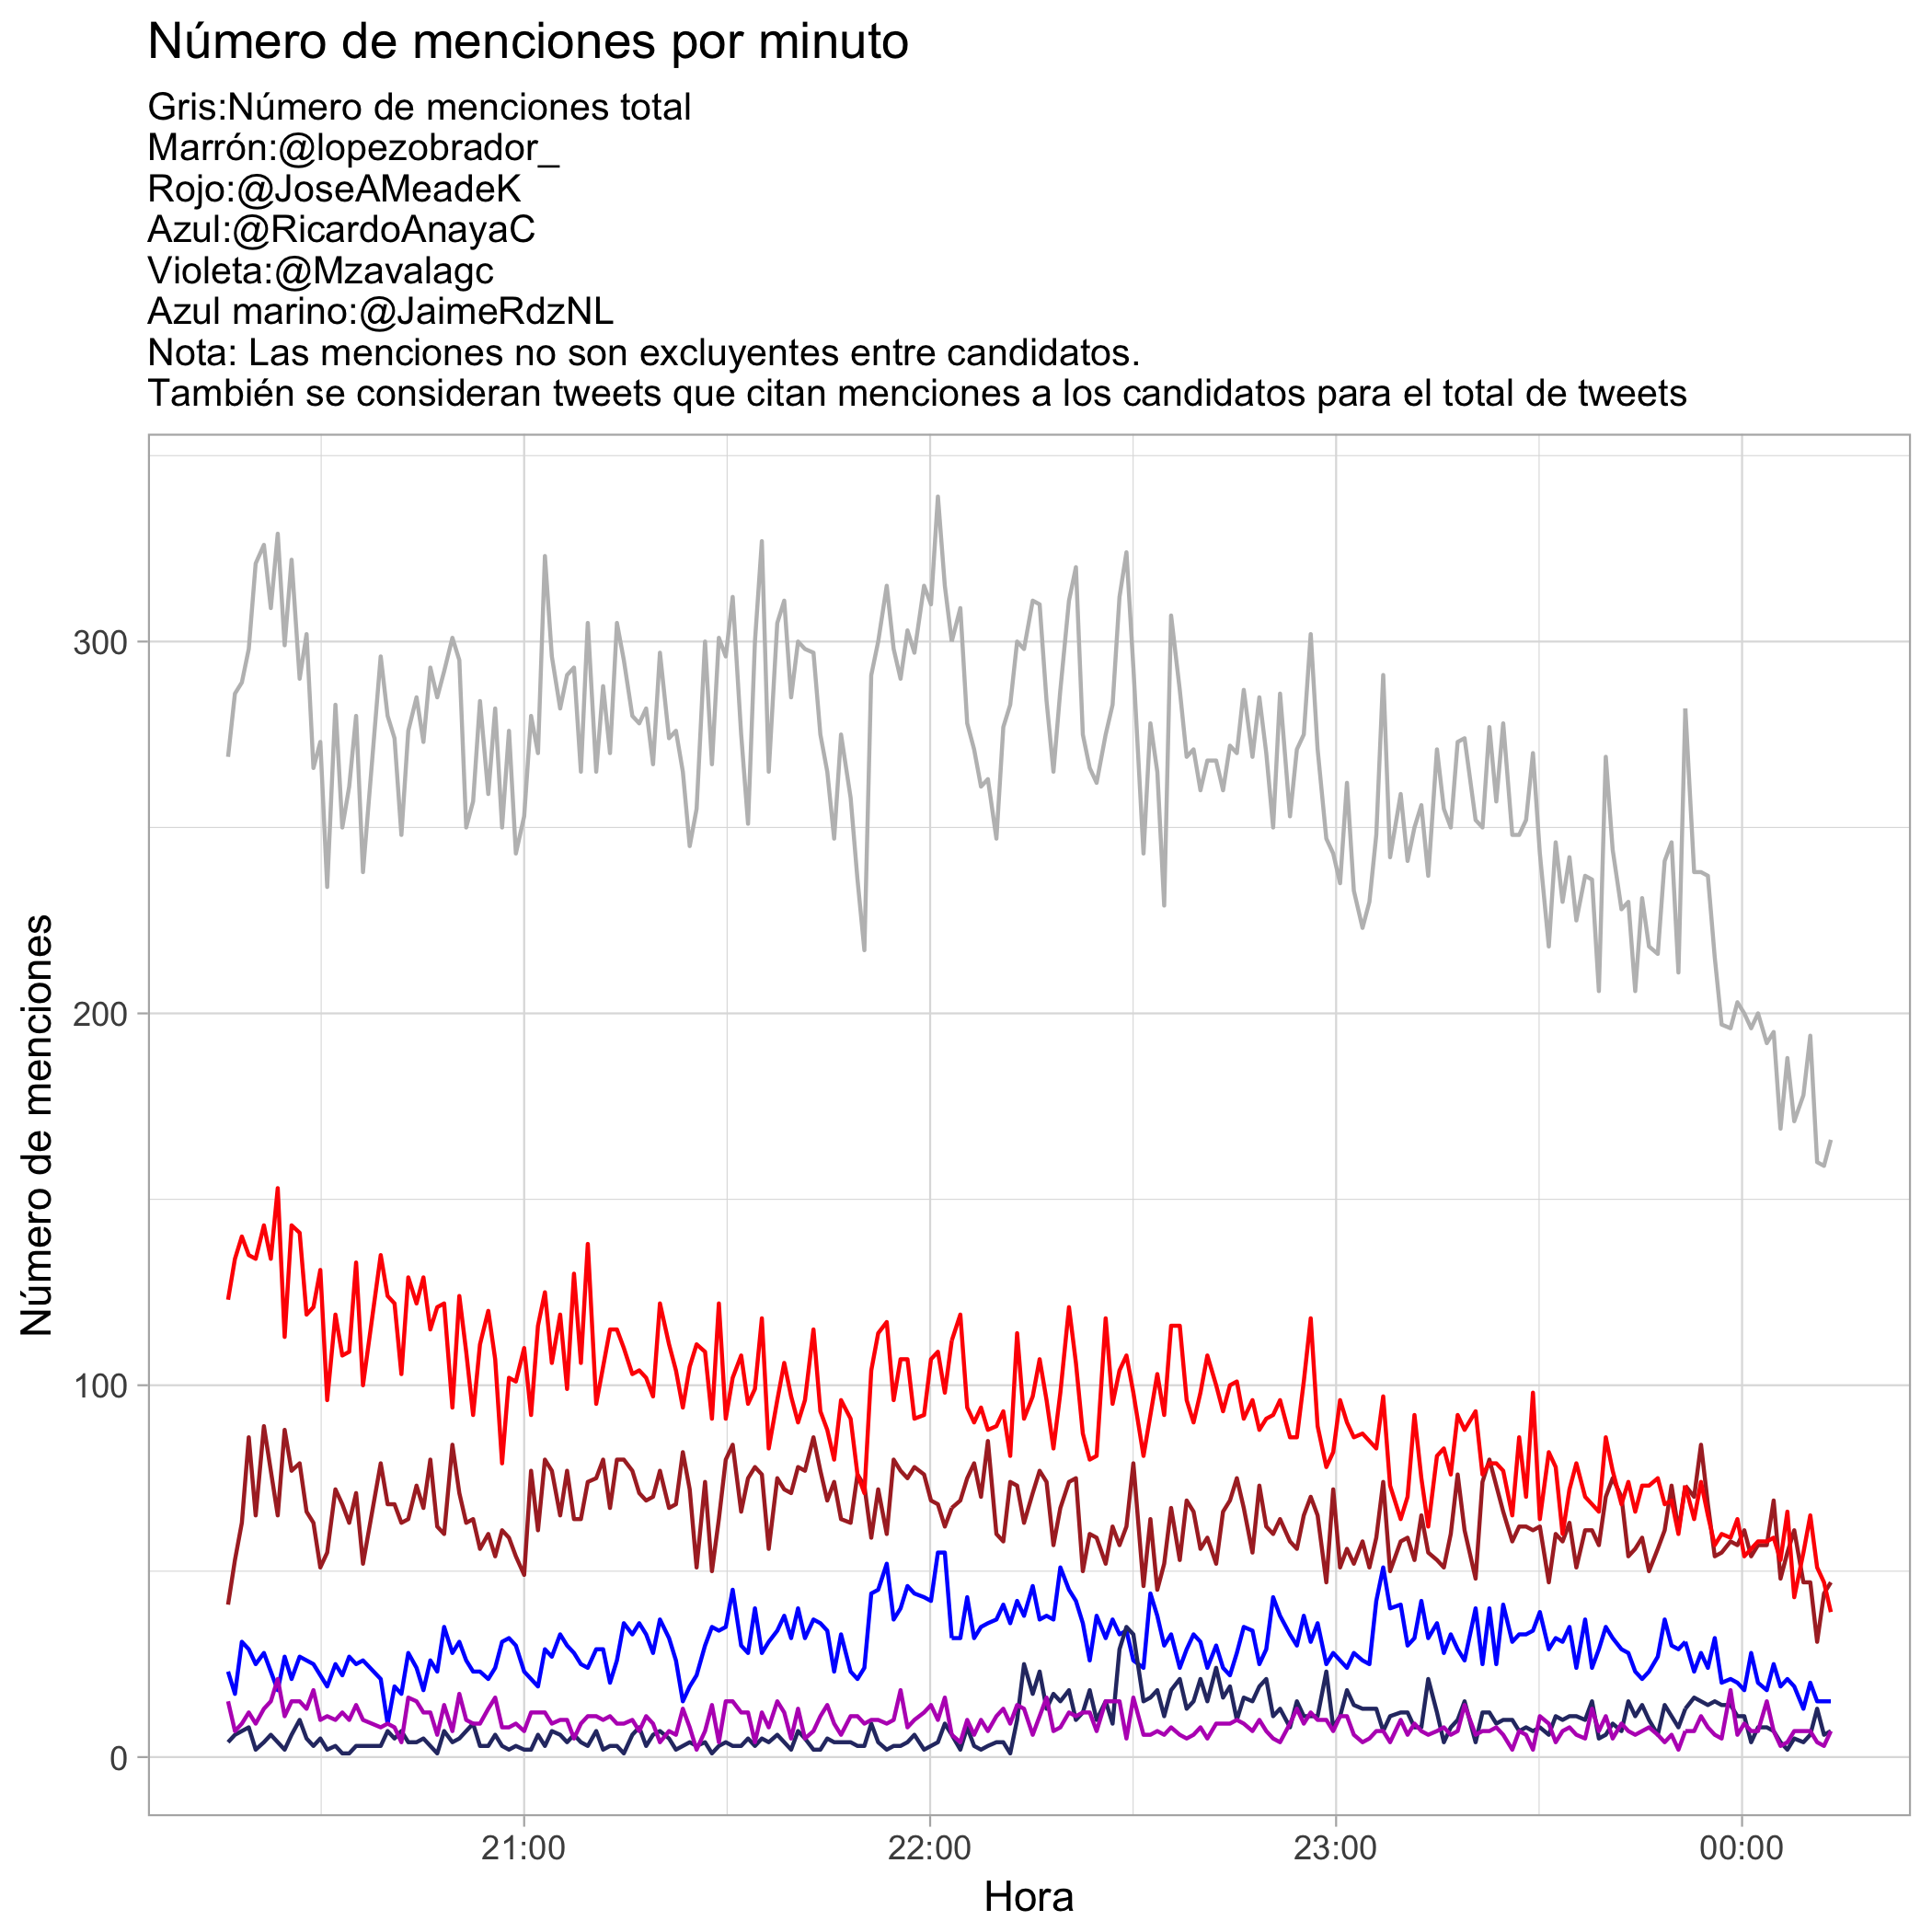 Número de menciones por minuto
Gris:Número de menciones total
Marrón:@lopezobrador_
Rojo:@JoseAMeadeK
Azul:@RicardoAnayaC
Violeta:@Mzavalagc
Azul marino:@JaimeRdzNL
Nota: Las menciones no son excluyentes entre candidatos.
También se consideran tweets que citan menciones a los candidatos para el total de tweets
Número de menciones
300
200
100
0
21:00
22:00
23:00
00:00
Hora